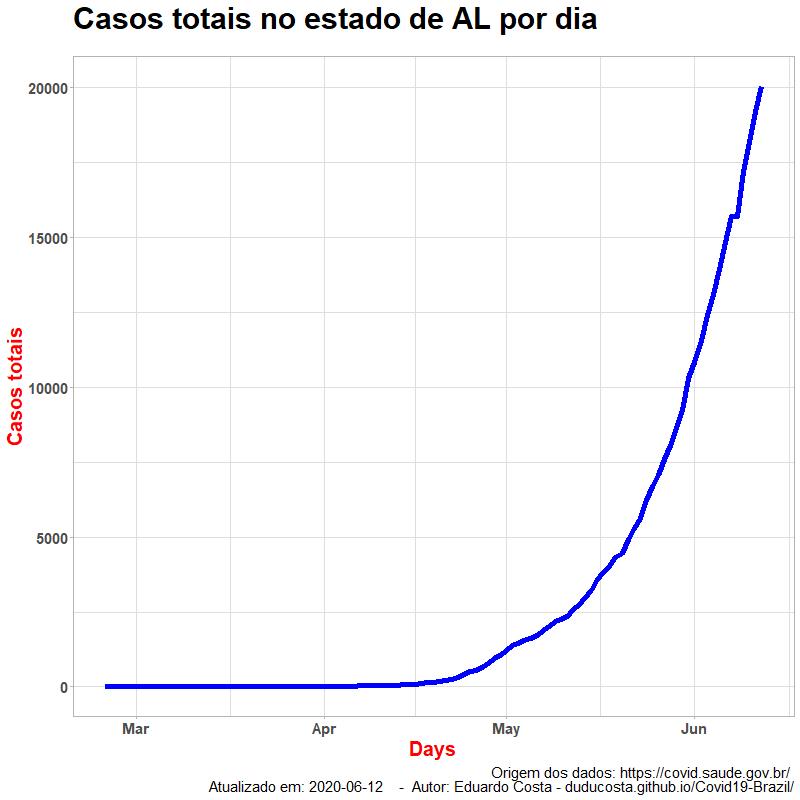 Casos totais no estado de AL por dia
20000
15000
10000
5000
0
Casos totais
Mar Apr May Jun
Days
Origem dos dados: https://covid.saude.gov.br/
Atualizado em: 2020-06-12 - Autor: Eduardo Costa - duducosta.github.io/Covid19-Brazil/